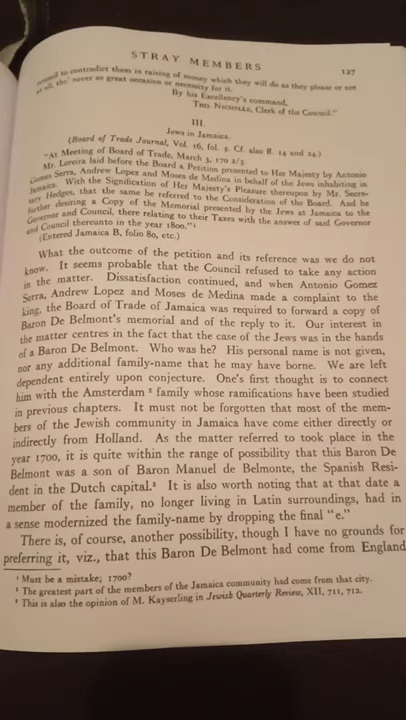 STRAY MEMBERS
127
council to contradict them in raising of money which they will do as they please or not
at all, tho' never so great occasion or necessity for it.
By his Excellency's command,
THO. NICHOLLS, Clerk of the Council."
III.
Jews in Jamaica.
(Board of Trade Journal, Vol. 16, fol. 5. Cf. also ff. 14 and 24.)
"At Meeting of Board of Trade, March 3, 170 2/3.
Mr. Lereira laid before the Board a Petition presented to Her Majesty by Antonio
Gomes Serra, Andrew Lopez and Moses de Medina in behalf of the Jews inhabiting in
Jamaica. With the Signification of Her Majesty's Pleasure thereupon by Mr. Secre-
tary Hedges, that the same be referred to the Consideration of the Board. And he
further desiring a Copy of the Memorial presented by the Jews at Jamaica to the
Governor and Council, there relating to their Taxes with the answer of said Governor
and Council thereunto in the year 1800."¹
(Entered Jamaica B, folio 80, etc.)
What the outcome of the petition and its reference was we do not
know. It seems probable that the Council refused to take any action
in the matter. Dissatisfaction continued, and when Antonio Gomez
Serra, Andrew Lopez and Moses de Medina made a complaint to the
king, the Board of Trade of Jamaica was required to forward a copy of
Baron De Belmont's memorial and of the reply to it. Our interest in
the matter centres in the fact that the case of the Jews was in the hands
of a Baron De Belmont. Who was he? His personal name is not given,
nor any additional family-name that he may have borne. We are left
dependent entirely upon conjecture. One's first thought is to connect
him with the Amsterdam² family whose ramifications have been studied
in previous chapters. It must not be forgotten that most of the mem-
bers of the Jewish community in Jamaica have come either directly or
indirectly from Holland. As the matter referred to took place in the
year 1700, it is quite within the range of possibility that this Baron De
Belmont was a son of Baron Manuel de Belmonte, the Spanish Resi-
dent in the Dutch capital.³ It is also worth noting that at that date a
member of the family, no longer living in Latin surroundings, had in
a sense modernized the family-name by dropping the final "e."
There is, of course, another possibility, though I have no grounds for
preferring it, viz., that this Baron De Belmont had come from England
¹ Must be a mistake; 1700?
² The greatest part of the members of the Jamaica community had come from that city.
³ This is also the opinion of M. Kayserling in Jewish Quarterly Review, XII, 711, 712.